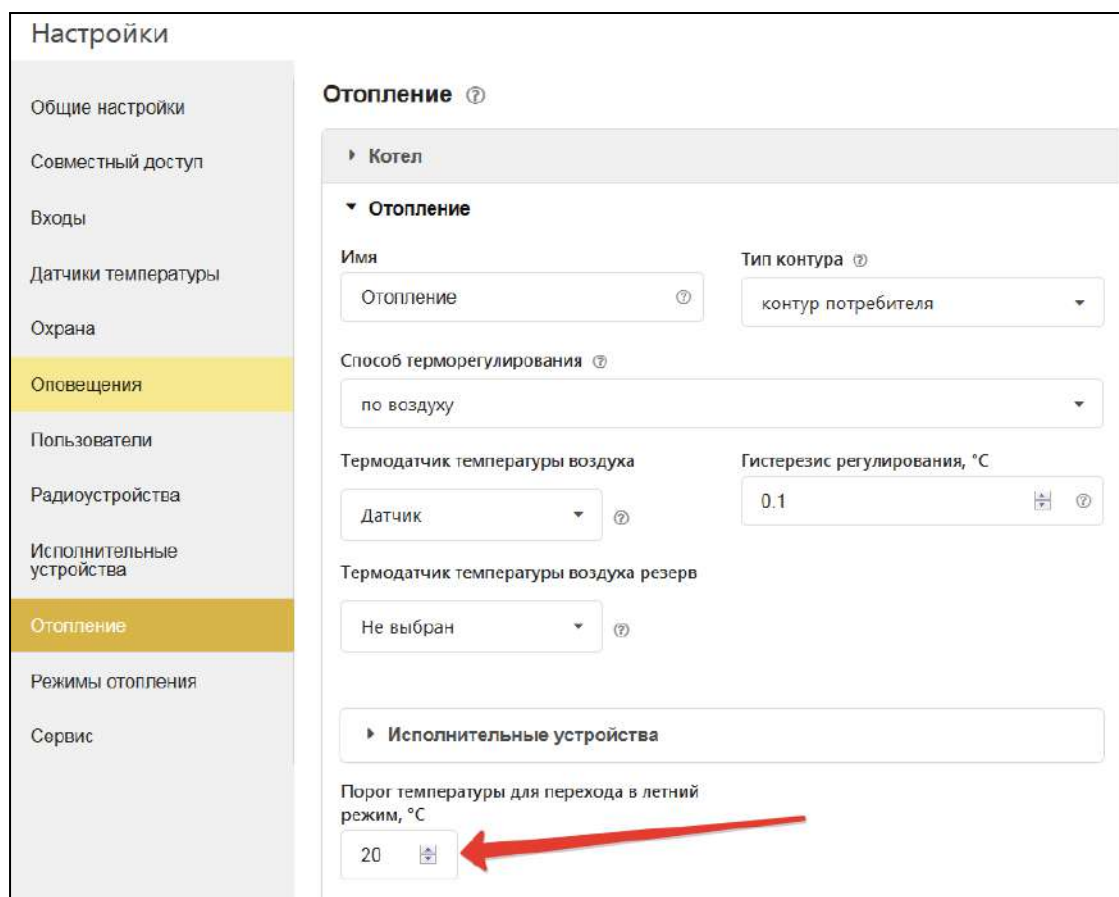 Настройки
Общие настройки
Совместный доступ
Входы
Датчики температуры
Охрана
Оповещения
Пользователи
Радиоустройства
Исполнительные
устройства
Отопление
Режимы отопления
Сервис
Отопление ?
Котел
Отопление
Имя
Отопление ?
Тип контура ?
контур потребителя
Способ терморегулирования ?
по воздуху
Термодатчик температуры воздуха
Датчик ?
Гистерезис регулирования, °C
0.1 ?
Термодатчик температуры воздуха резерв
Не выбран ?
Исполнительные устройства
Порог температуры для перехода в летний
режим, °C
20